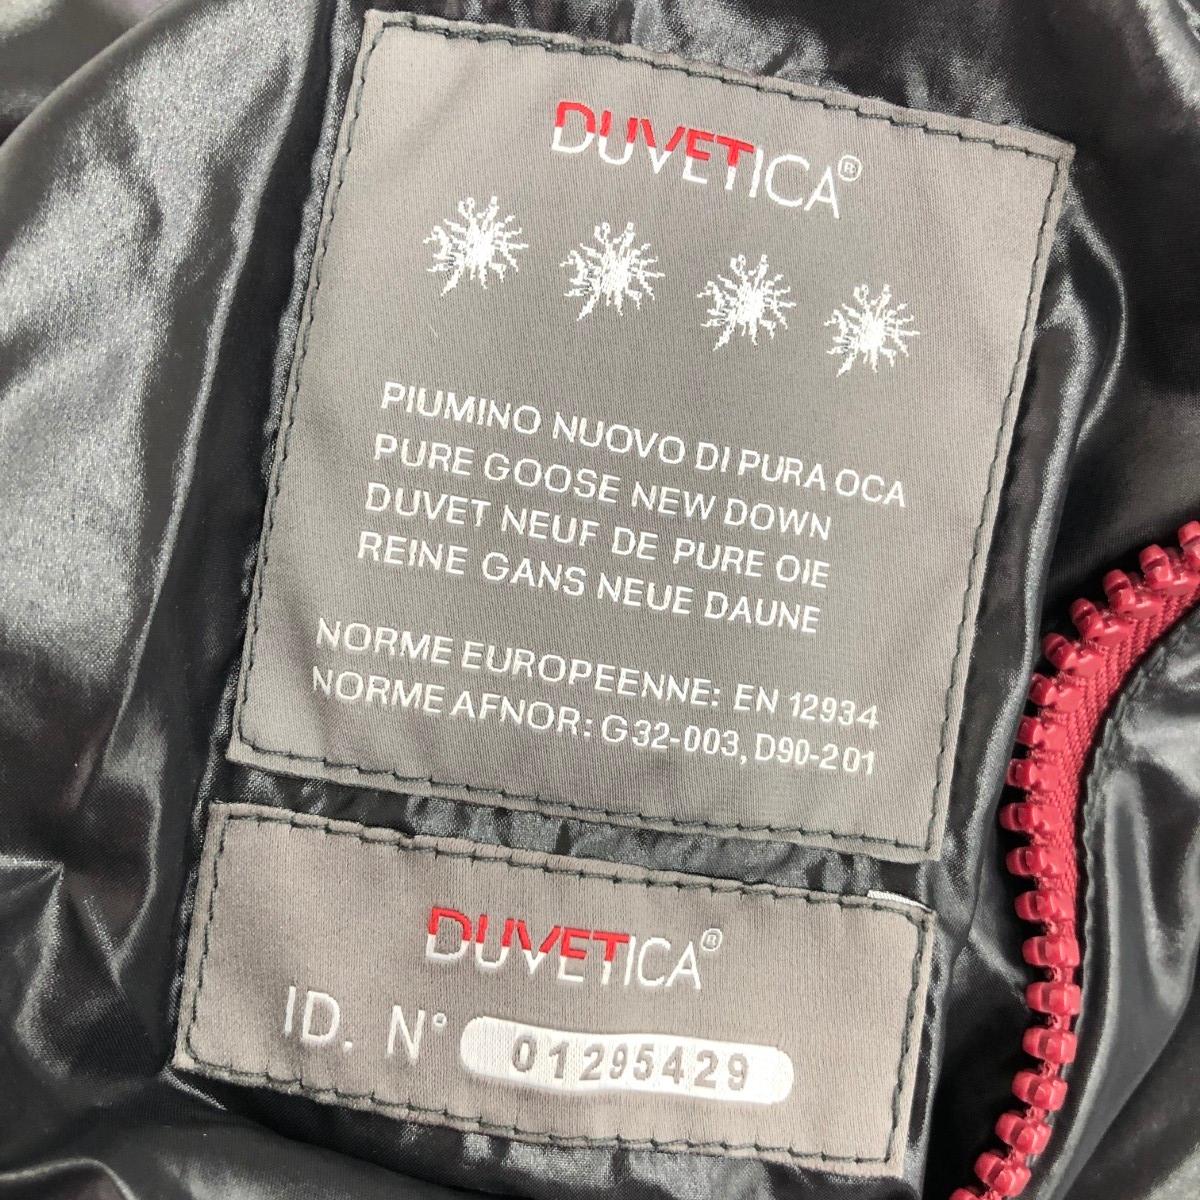 DUVETICA®
PIUMINO NUOVO DI PURA OCA
PURE GOOSE NEW DOWN
DUVET NEUF DE PURE OIE
REINE GANS NEUE DAUNE
NORME EUROPEENNE: EN 12934
NORME AFNOR: G32-003, D90-201
DUVETICA®
ID. N° 01295429